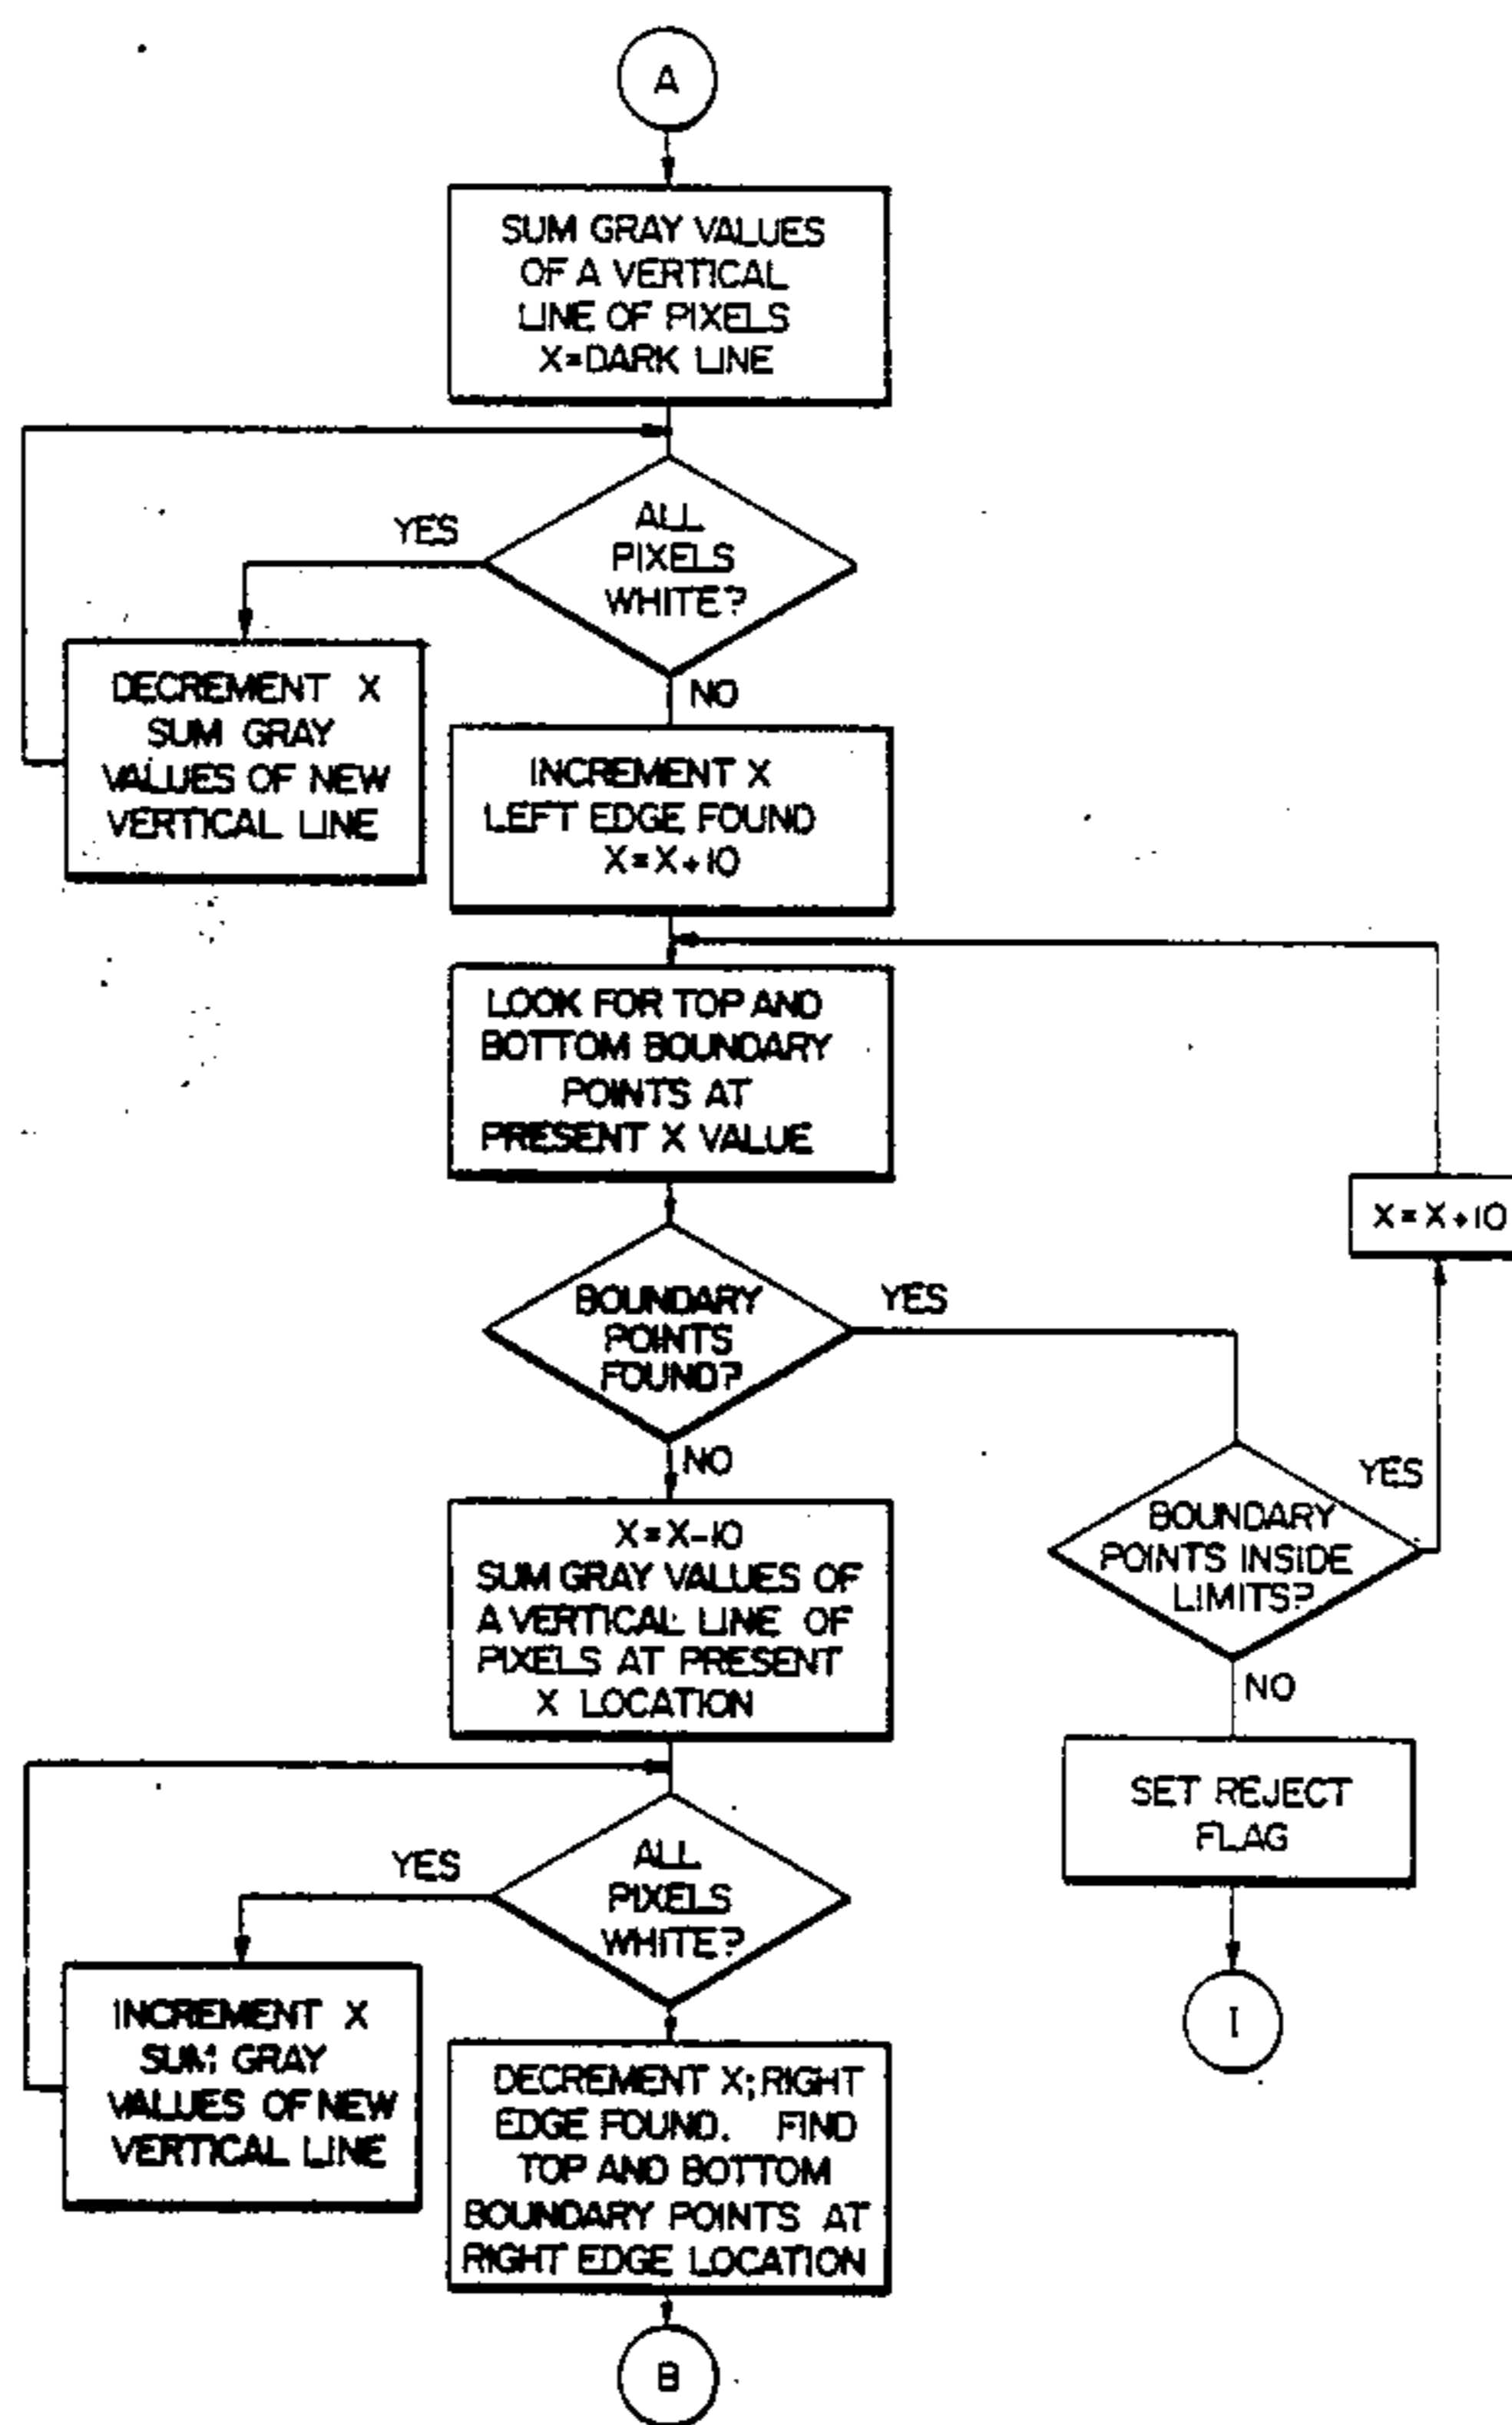 A
SUM GRAY VALUES
OF A VERTICAL
LINE OF PIXELS
X=DARK LINE
ALL
PIXELS
WHITE?
YES
NO
DECREMENT X
SUM GRAY
VALUES OF NEW
VERTICAL LINE
INCREMENT X
LEFT EDGE FOUND
X=X+10
LOOK FOR TOP AND
BOTTOM BOUNDARY
POINTS AT
PRESENT X VALUE
X=X+10
BOUNDARY
POINTS
FOUND?
YES
NO
BOUNDARY
POINTS INSIDE
LIMITS?
YES
NO
X=X-10
SUM GRAY VALUES OF
A VERTICAL LINE OF
PIXELS AT PRESENT
X LOCATION
SET REJECT
FLAG
I
ALL
PIXELS
WHITE?
YES
INCREMENT X
SUM GRAY
VALUES OF NEW
VERTICAL LINE
DECREMENT X; RIGHT
EDGE FOUND. FIND
TOP AND BOTTOM
BOUNDARY POINTS AT
RIGHT EDGE LOCATION
B